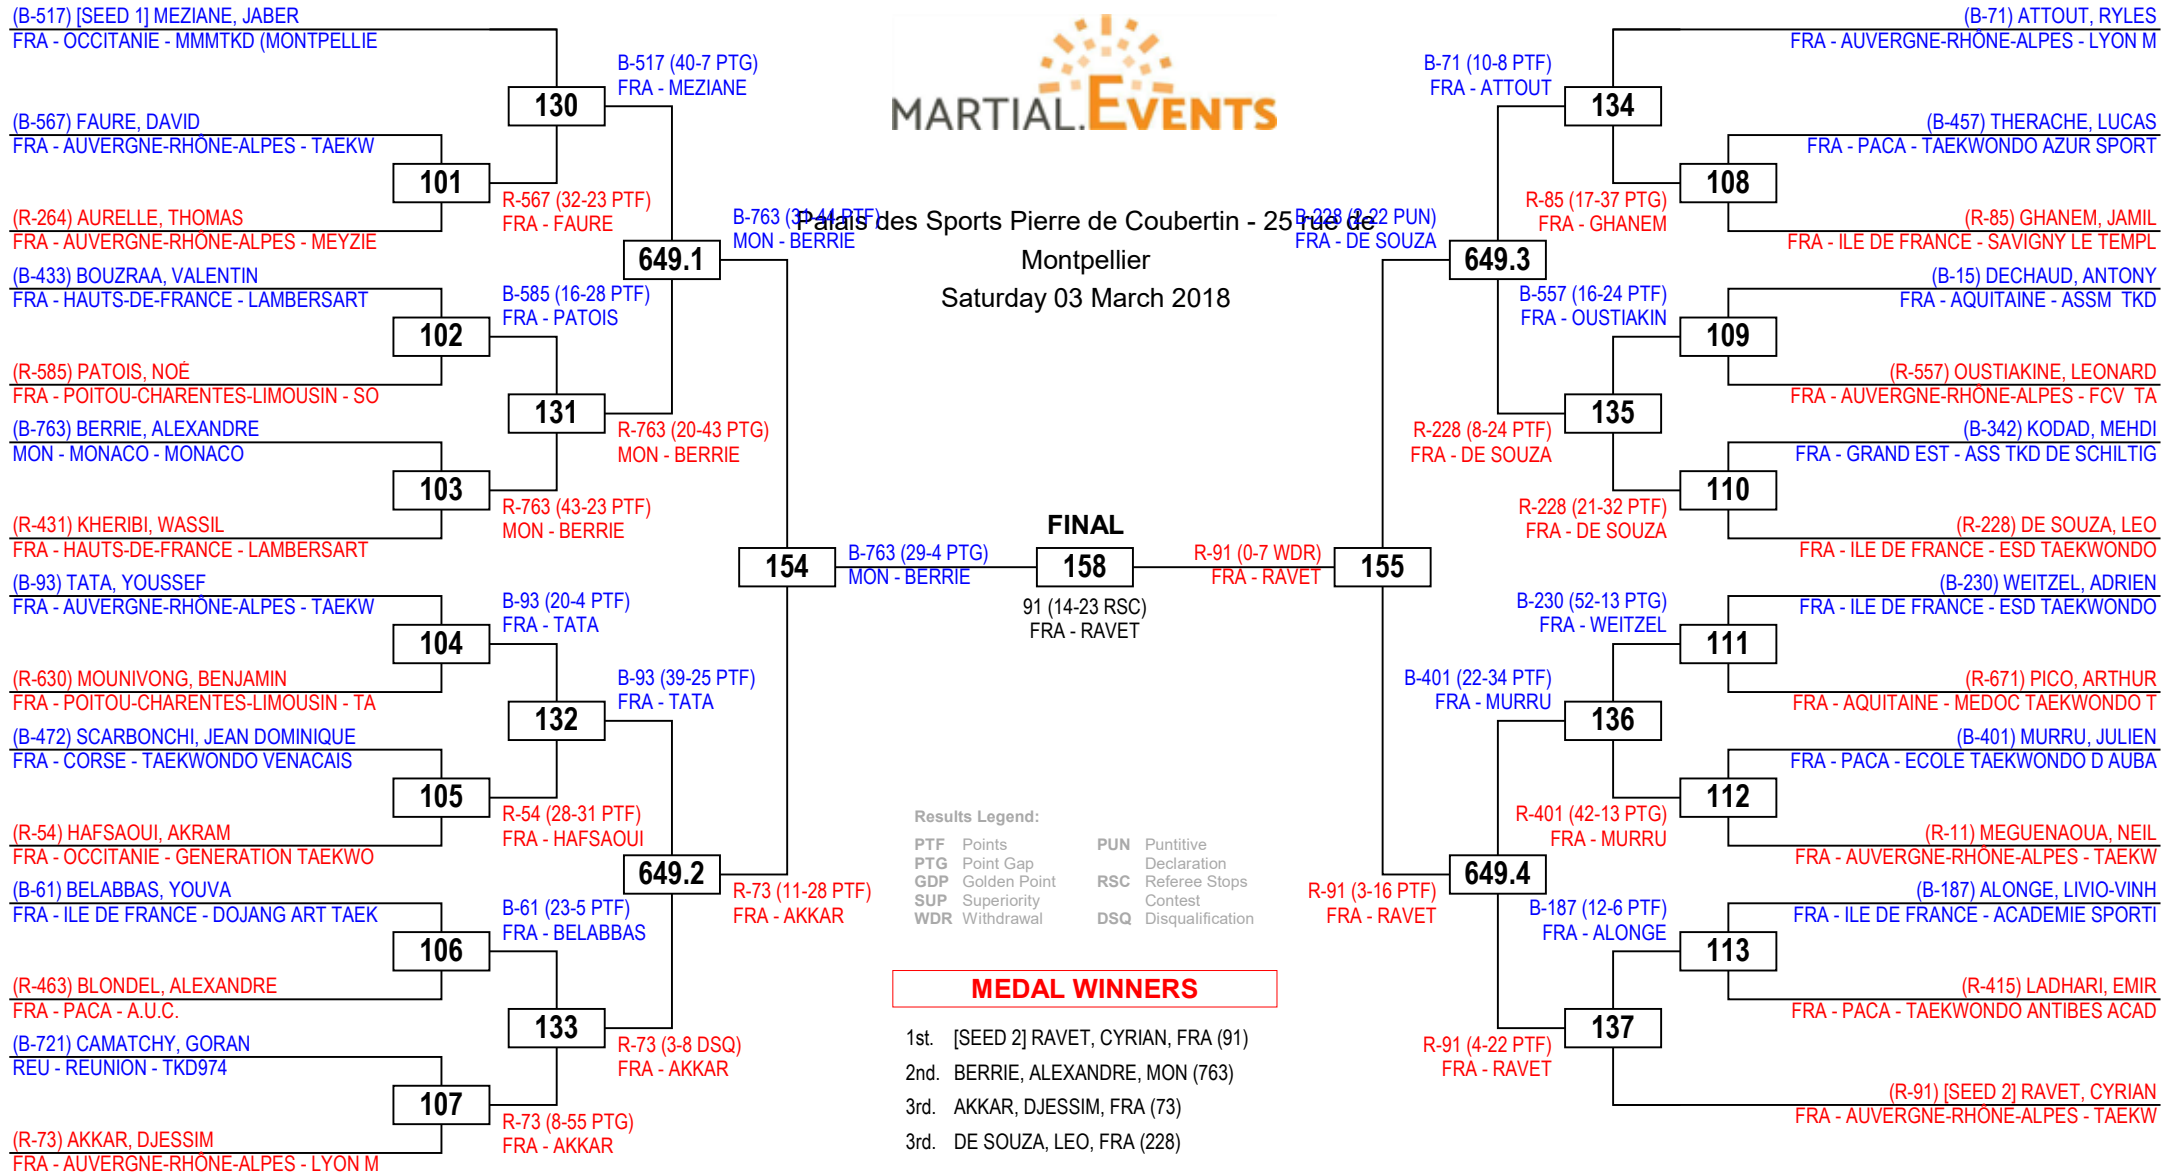 (B-517) [SEED 1] MEZIANE, JABER
FRA - OCCITANIE - MMMTKD (MONTPELLIE
(B-567) FAURE, DAVID
FRA - AUVERGNE-RHÔNE-ALPES - TAEKW
(R-264) AURELLE, THOMAS
FRA - AUVERGNE-RHÔNE-ALPES - MEYZIE
(B-433) BOUZRAA, VALENTIN
FRA - HAUTS-DE-FRANCE - LAMBERSART
(R-585) PATOIS, NOÉ
FRA - POITOU-CHARENTES-LIMOUSIN - SO
(B-763) BERRIE, ALEXANDRE
MON - MONACO - MONACO
(R-431) KHERIBI, WASSIL
FRA - HAUTS-DE-FRANCE - LAMBERSART
(B-93) TATA, YOUSSEF
FRA - AUVERGNE-RHÔNE-ALPES - TAEKW
(R-630) MOUNIVONG, BENJAMIN
FRA - POITOU-CHARENTES-LIMOUSIN - TA
(B-472) SCARBONCHI, JEAN DOMINIQUE
FRA - CORSE - TAEKWONDO VENACAIS
(R-54) HAFSAOUI, AKRAM
FRA - OCCITANIE - GENERATION TAEKWO
(B-61) BELABBAS, YOUVA
FRA - ILE DE FRANCE - DOJANG ART TAEK
(R-463) BLONDEL, ALEXANDRE
FRA - PACA - A.U.C.
(B-721) CAMATCHY, GORAN
REU - REUNION - TKD974
(R-73) AKKAR, DJESSIM
FRA - AUVERGNE-RHÔNE-ALPES - LYON M
101
102
103
104
105
106
107
130
R-567 (32-23 PTF)
FRA - FAURE
B-585 (16-28 PTF)
FRA - PATOIS
131
R-763 (43-23 PTF)
MON - BERRIE
B-93 (20-4 PTF)
FRA - TATA
132
R-54 (28-31 PTF)
FRA - HAFSAOUI
B-61 (23-5 PTF)
FRA - BELABBAS
133
R-73 (8-55 PTG)
FRA - AKKAR
B-517 (40-7 PTG)
FRA - MEZIANE
649.1
R-763 (20-43 PTG)
MON - BERRIE
B-93 (39-25 PTF)
FRA - TATA
649.2
R-73 (3-8 DSQ)
FRA - AKKAR
B-763 (31-44 PTF)
MON - BERRIE
154
R-73 (11-28 PTF)
FRA - AKKAR
MARTIAL.EVENTS
Palais des Sports Pierre de Coubertin - 25 rue de
Montpellier
Saturday 03 March 2018
B-763 (29-4 PTG)
MON - BERRIE
FINAL
158
91 (14-23 RSC)
FRA - RAVET
R-91 (0-7 WDR)
FRA - RAVET
Results Legend:
PTF Points
PTG Point Gap
GDP Golden Point
SUP Superiority
WDR Withdrawal
PUN Puntitive
Declaration
RSC Referee Stops
Contest
DSQ Disqualification
MEDAL WINNERS
1st. [SEED 2] RAVET, CYRIAN, FRA (91)
2nd. BERRIE, ALEXANDRE, MON (763)
3rd. AKKAR, DJESSIM, FRA (73)
3rd. DE SOUZA, LEO, FRA (228)
B-228 (2-22 PUN)
FRA - DE SOUZA
155
R-91 (3-16 PTF)
FRA - RAVET
B-71 (10-8 PTF)
FRA - ATTOUT
649.3
R-228 (8-24 PTF)
FRA - DE SOUZA
B-401 (22-34 PTF)
FRA - MURRU
649.4
R-91 (4-22 PTF)
FRA - RAVET
134
R-85 (17-37 PTG)
FRA - GHANEM
B-557 (16-24 PTF)
FRA - OUSTIAKIN
135
R-228 (21-32 PTF)
FRA - DE SOUZA
B-230 (52-13 PTG)
FRA - WEITZEL
136
R-401 (42-13 PTG)
FRA - MURRU
B-187 (12-6 PTF)
FRA - ALONGE
137
108
109
110
111
112
113
(B-71) ATTOUT, RYLES
FRA - AUVERGNE-RHÔNE-ALPES - LYON M
(B-457) THERACHE, LUCAS
FRA - PACA - TAEKWONDO AZUR SPORT
(R-85) GHANEM, JAMIL
FRA - ILE DE FRANCE - SAVIGNY LE TEMPL
(B-15) DECHAUD, ANTONY
FRA - AQUITAINE - ASSM TKD
(R-557) OUSTIAKINE, LEONARD
FRA - AUVERGNE-RHÔNE-ALPES - FCV TA
(B-342) KODAD, MEHDI
FRA - GRAND EST - ASS TKD DE SCHILTIG
(R-228) DE SOUZA, LEO
FRA - ILE DE FRANCE - ESD TAEKWONDO
(B-230) WEITZEL, ADRIEN
FRA - ILE DE FRANCE - ESD TAEKWONDO
(R-671) PICO, ARTHUR
FRA - AQUITAINE - MEDOC TAEKWONDO T
(B-401) MURRU, JULIEN
FRA - PACA - ECOLE TAEKWONDO D AUBA
(R-11) MEGUENAOUA, NEIL
FRA - AUVERGNE-RHÔNE-ALPES - TAEKW
(B-187) ALONGE, LIVIO-VINH
FRA - ILE DE FRANCE - ACADEMIE SPORTI
(R-415) LADHARI, EMIR
FRA - PACA - TAEKWONDO ANTIBES ACAD
(R-91) [SEED 2] RAVET, CYRIAN
FRA - AUVERGNE-RHÔNE-ALPES - TAEKW